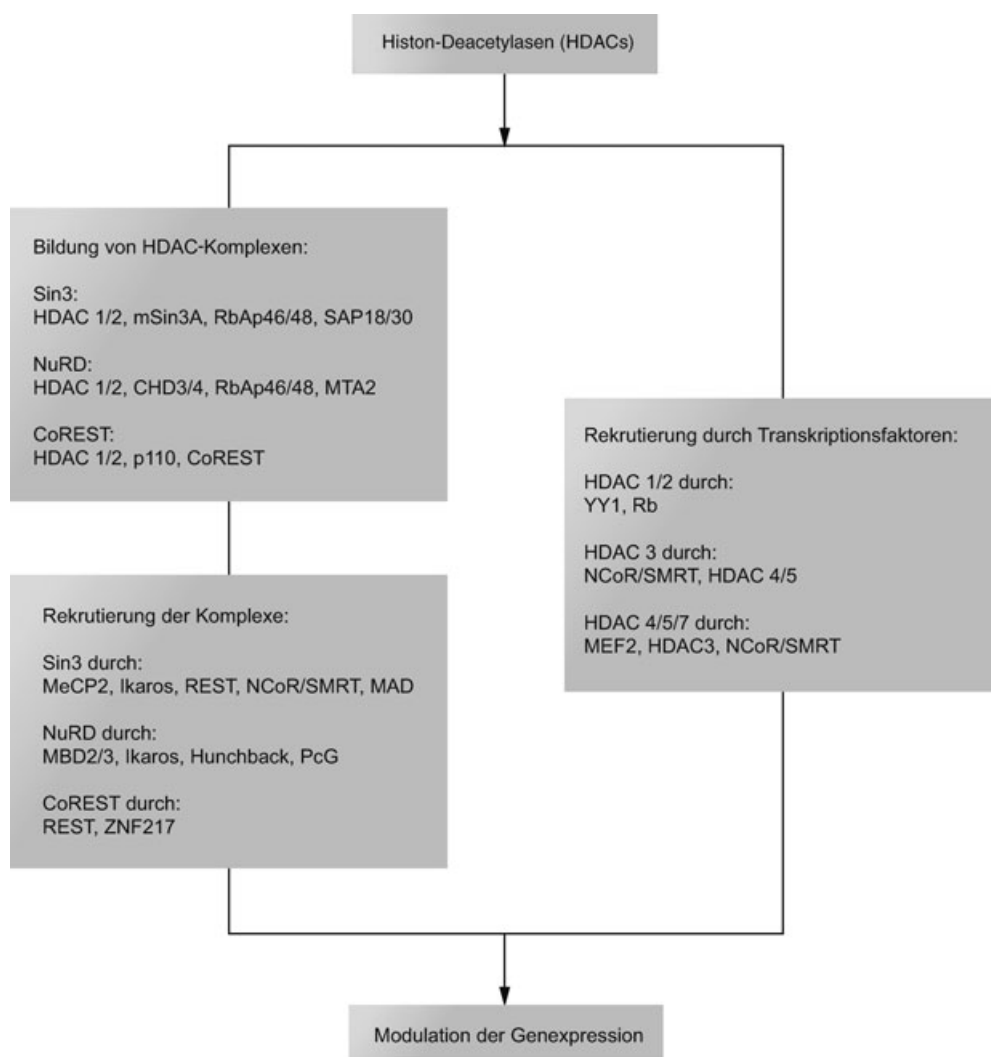 Histon-Deacetylasen (HDACs)
Bildung von HDAC-Komplexen:
Sin3:
HDAC 1/2, mSin3A, RbAp46/48, SAP18/30
NuRD:
HDAC 1/2, CHD3/4, RbAp46/48, MTA2
CoREST:
HDAC 1/2, p110, CoREST
Rekrutierung der Komplexe:
Sin3 durch:
MeCP2, Ikaros, REST, NCoR/SMRT, MAD
NuRD durch:
MBD2/3, Ikaros, Hunchback, PcG
CoREST durch:
REST, ZNF217
Rekrutierung durch Transkriptionsfaktoren:
HDAC 1/2 durch:
YY1, Rb
HDAC 3 durch:
NCoR/SMRT, HDAC 4/5
HDAC 4/5/7 durch:
MEF2, HDAC3, NCoR/SMRT
Modulation der Genexpression